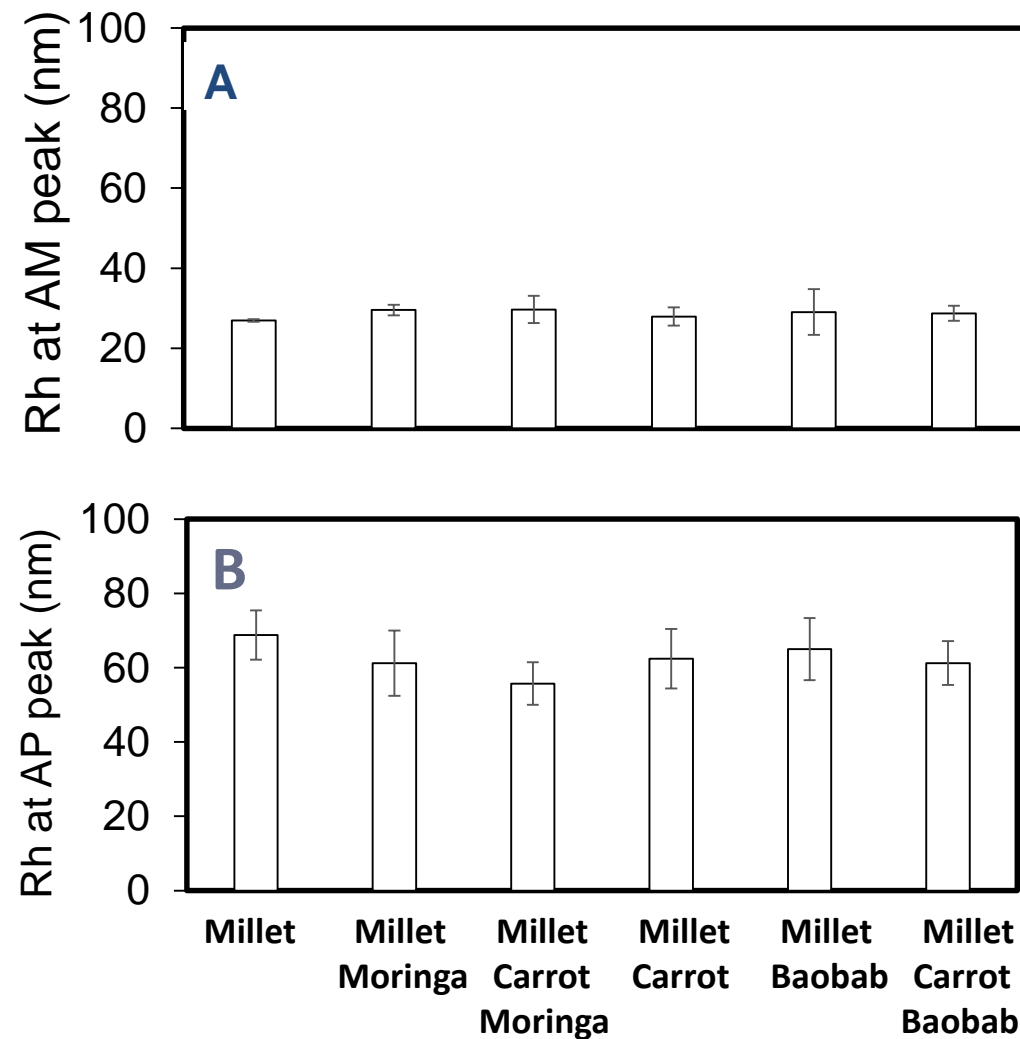 Rh at AM peak (nm)
100
80
60
40
20
0
A
Rh at AP peak (nm)
100
80
60
40
20
0
B
Millet
Millet
Moringa
Millet
Carrot
Moringa
Millet
Carrot
Millet
Baobab
Millet
Carrot
Baobab